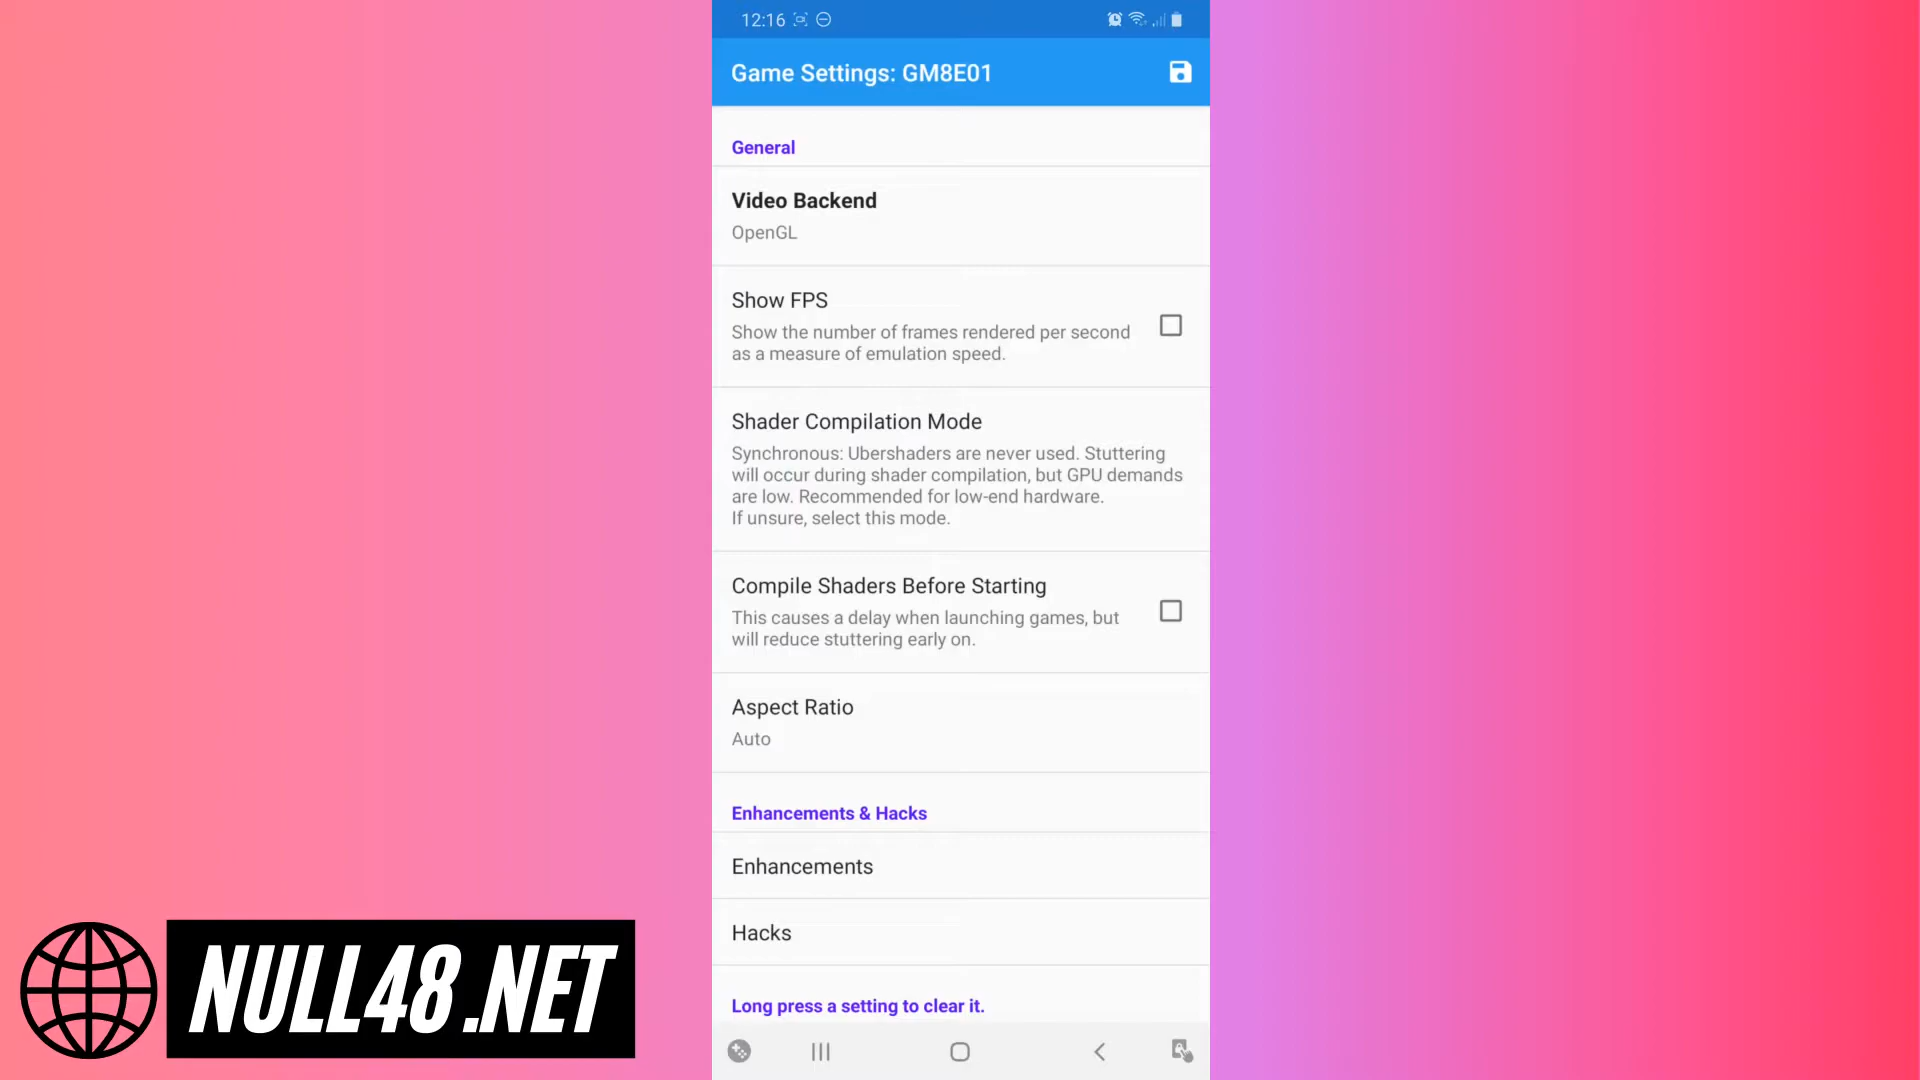 12:16
Game Settings: GM8E01
General
Video Backend
OpenGL
Show FPS
Show the number of frames rendered per second
as a measure of emulation speed.
Shader Compilation Mode
Synchronous: Ubershaders are never used. Stuttering
will occur during shader compilation, but GPU demands
are low. Recommended for low-end hardware.
If unsure, select this mode.
Compile Shaders Before Starting
This causes a delay when launching games, but
will reduce stuttering early on.
Aspect Ratio
Auto
Enhancements & Hacks
Enhancements
Hacks
Long press a setting to clear it.
NULL48.NET